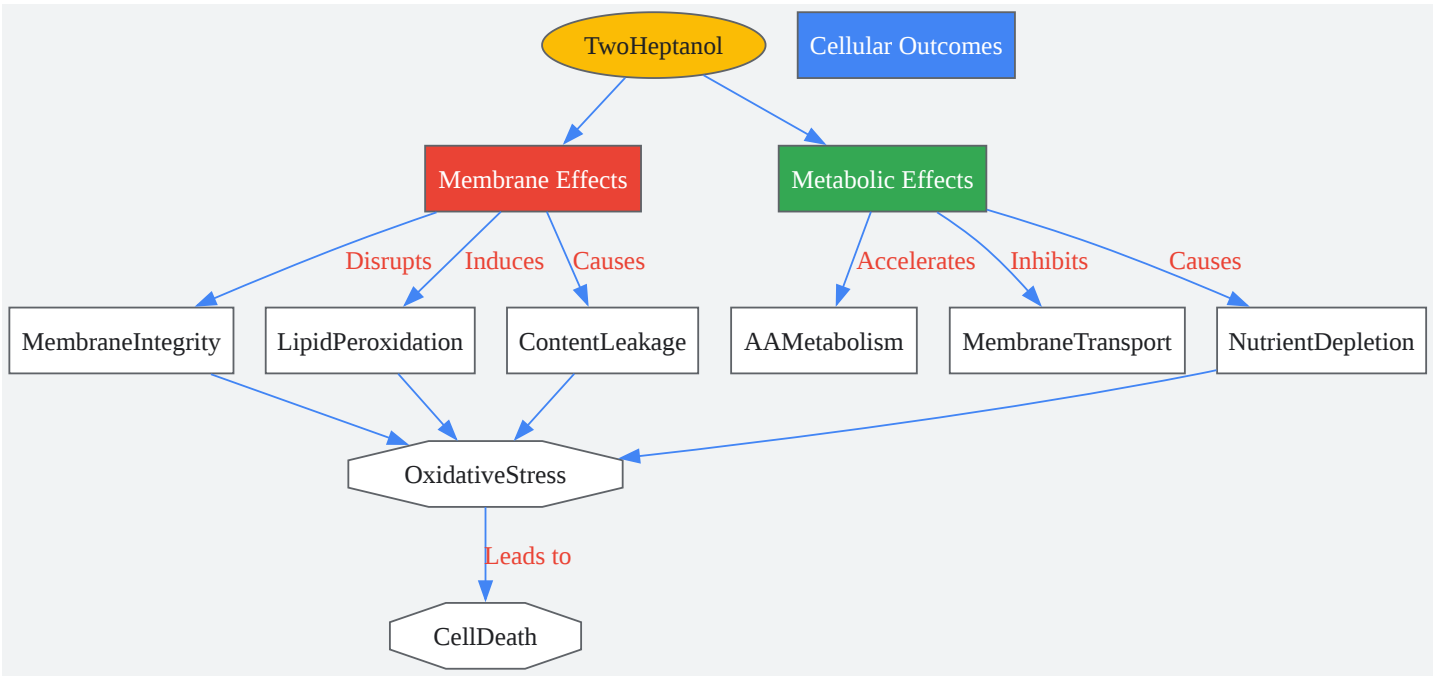 TwoHeptanol
Cellular Outcomes
Membrane Effects
Metabolic Effects
Disrupts
Induces
Causes
Accelerates
Inhibits
Causes
MembraneIntegrity
LipidPeroxidation
ContentLeakage
AAMetabolism
MembraneTransport
NutrientDepletion
OxidativeStress
Leads to
CellDeath